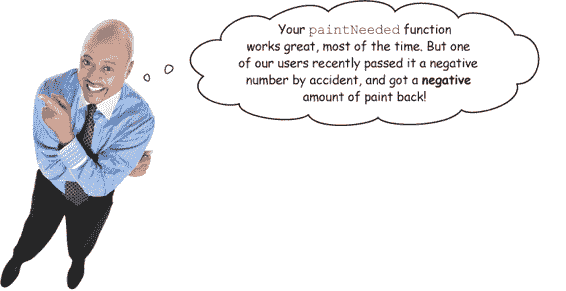 Your paintNeeded function
works great, most of the time. But one
of our users recently passed it a negative
number by accident, and got a negative
amount of paint back!